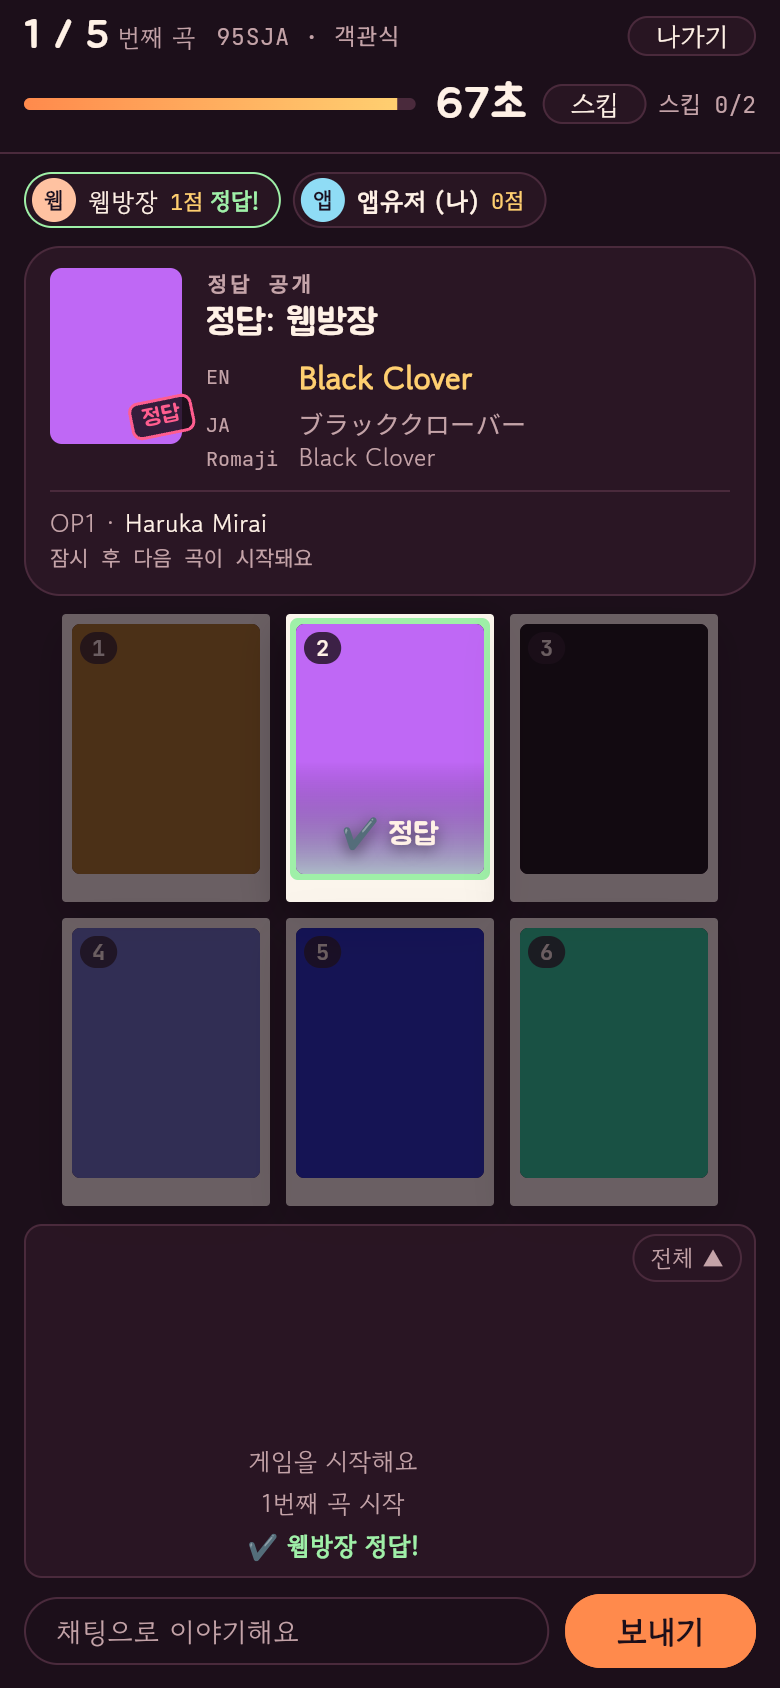 1 / 5 번째 곡 95SJA · 객관식 나가기
67초 스킵 스킵 0/2
웹 웹방장 1점 정답! 앱 앱유저 (나) 0점
정답 공개
정답: 웹방장
EN Black Clover
정답
JA ブラッククローバー
Romaji Black Clover
OP1 · Haruka Mirai
잠시 후 다음 곡이 시작돼요
1 2 3
✔ 정답
4 5 6
전체 ▲
게임을 시작해요
1번째 곡 시작
✔ 웹방장 정답!
채팅으로 이야기해요 보내기